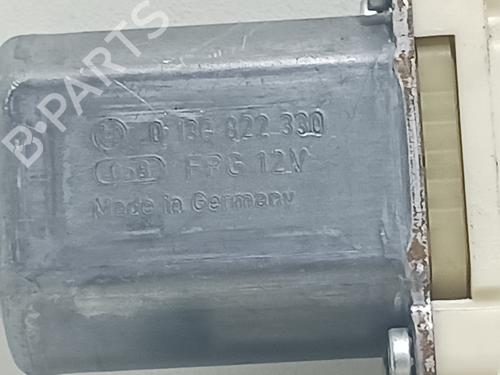 B-PARTS
0 130 822 330
FPG 12V
Made in Germany